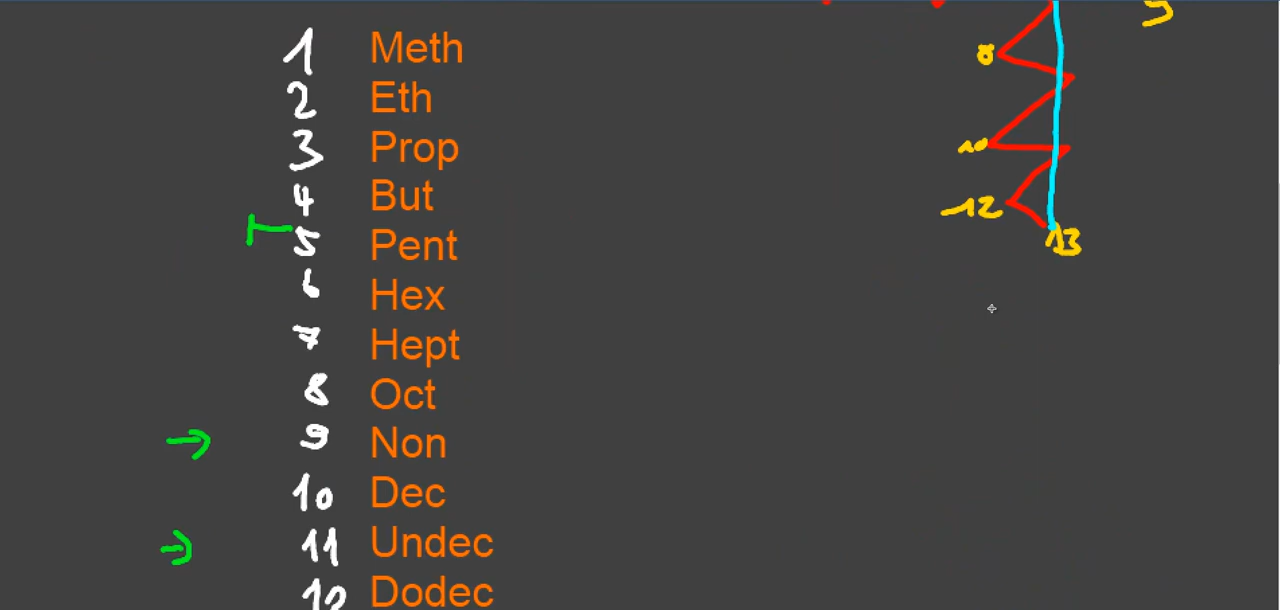 1 Meth
2 Eth
3 Prop
4 But
5 Pent
6 Hex
7 Hept
8 Oct
9 Non
10 Dec
11 Undec
12 Dodec
8
10
12
13